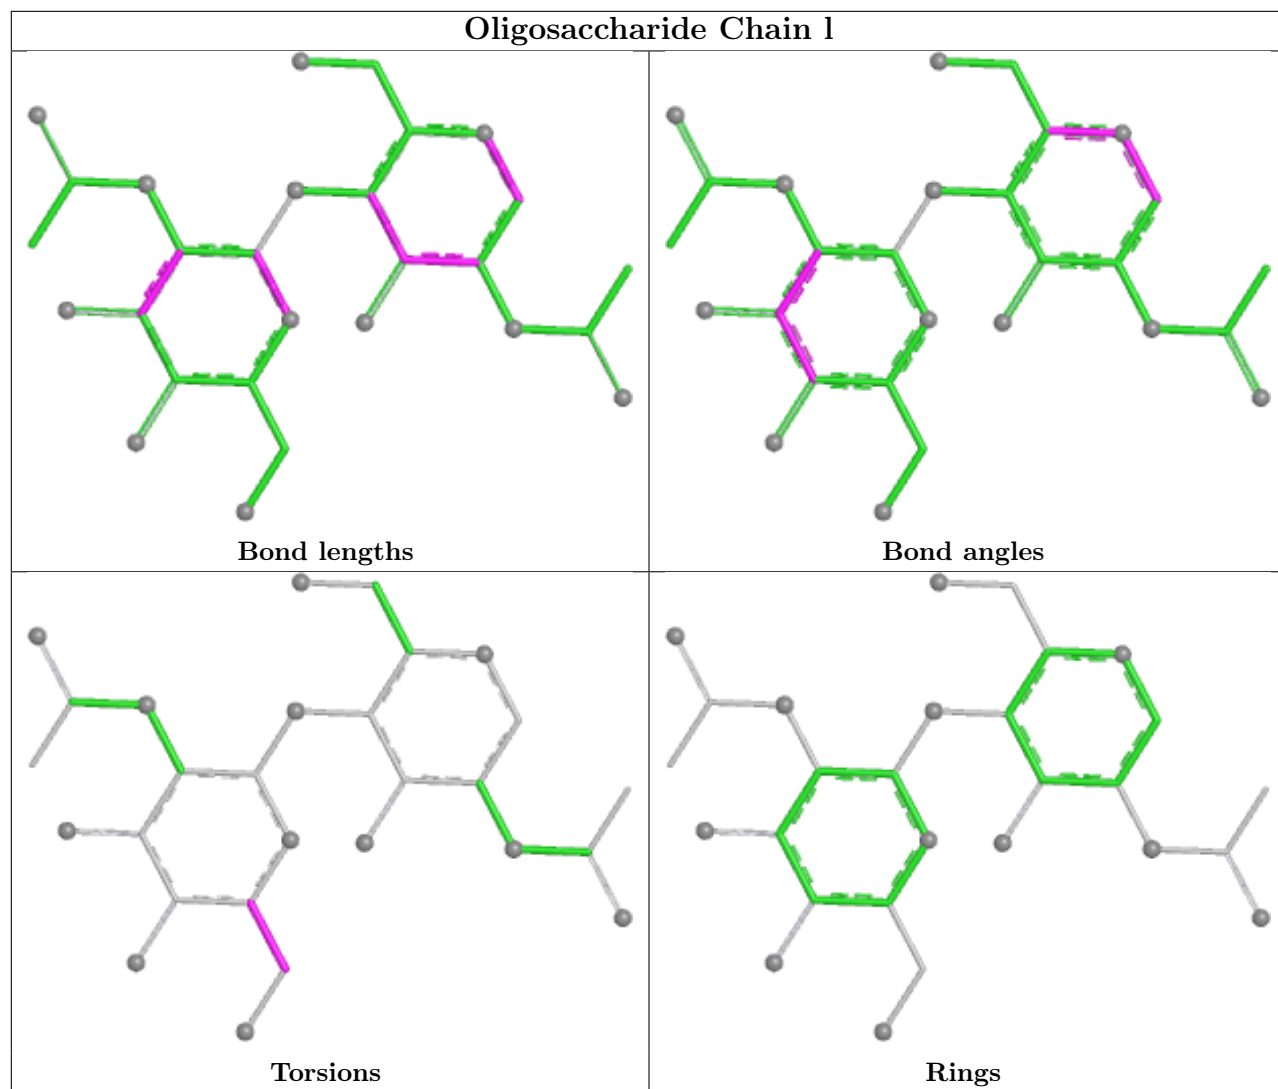 Oligosaccharide Chain l
Bond lengths
Bond angles
Torsions
Rings